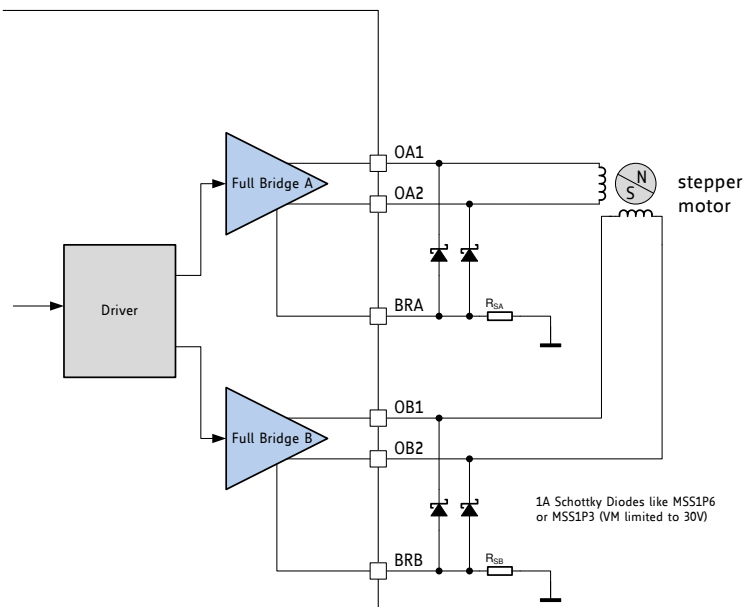 OA1
Full Bridge A
OA2
N
S
stepper
motor
BRA
RSA
Driver
OB1
Full Bridge B
OB2
1A Schottky Diodes like MSS1P6
or MSS1P3 (VM limited to 30V)
BRB
RSB